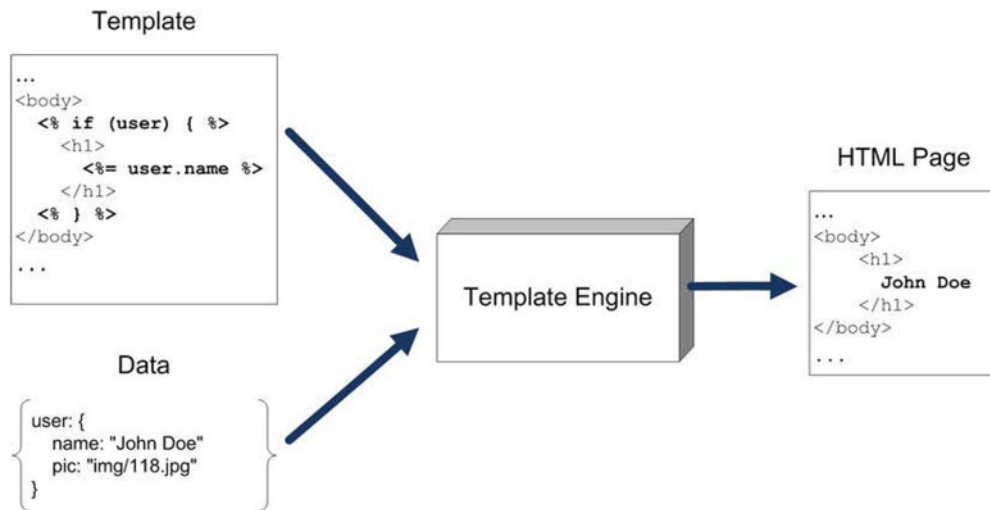 Template
...
<body>
<% if (user) { %>
<h1>
<%= user.name %>
</h1>
<% } %>
</body>
...
Data
user: {
name: "John Doe"
pic: "img/118.jpg"
}
Template Engine
HTML Page
...
<body>
<h1>
John Doe
</h1>
</body>
...